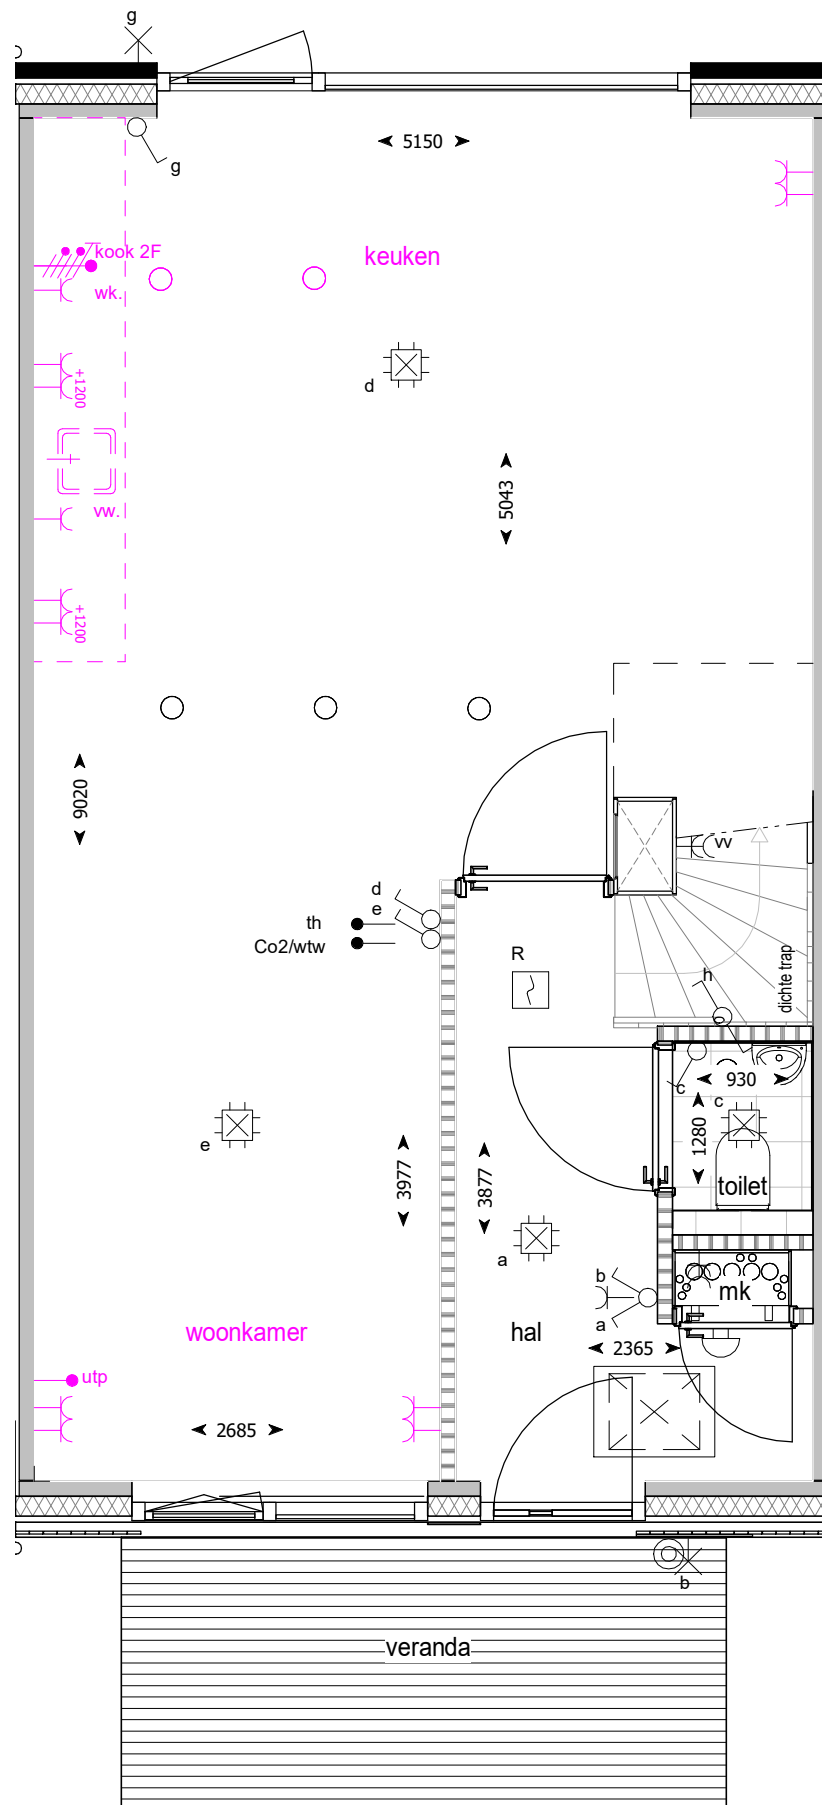 g
g
5150
keuken
kook 2F
wk.
+1200
d
vw.
5043
+1200
9020
vv
d
e
th
Co2/wtw
R
h
dichte trap
c
930
c
1280
toilet
e
3977
3877
a
b
a
mk
woonkamer
hal
2365
utp
2685
b
veranda